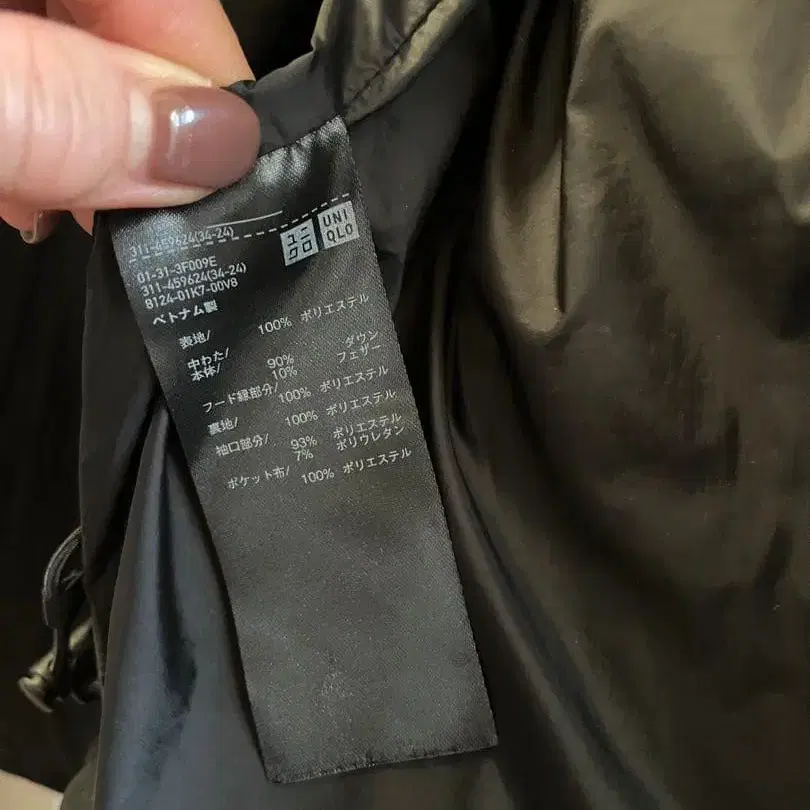 311-459624(34-24)
ユニクロ
UNIQLO
01-31-3F009E
311-459624(34-24)
8124-01K7-00V8
ベトナム製
表地/ 100% ポリエステル
中わた/
本体/ 90% ダウン
10% フェザー
フード縁部分/ 100% ポリエステル
裏地/ 100% ポリエステル
袖口部分/ 93% ポリエステル
7% ポリウレタン
ポケット布/ 100% ポリエステル